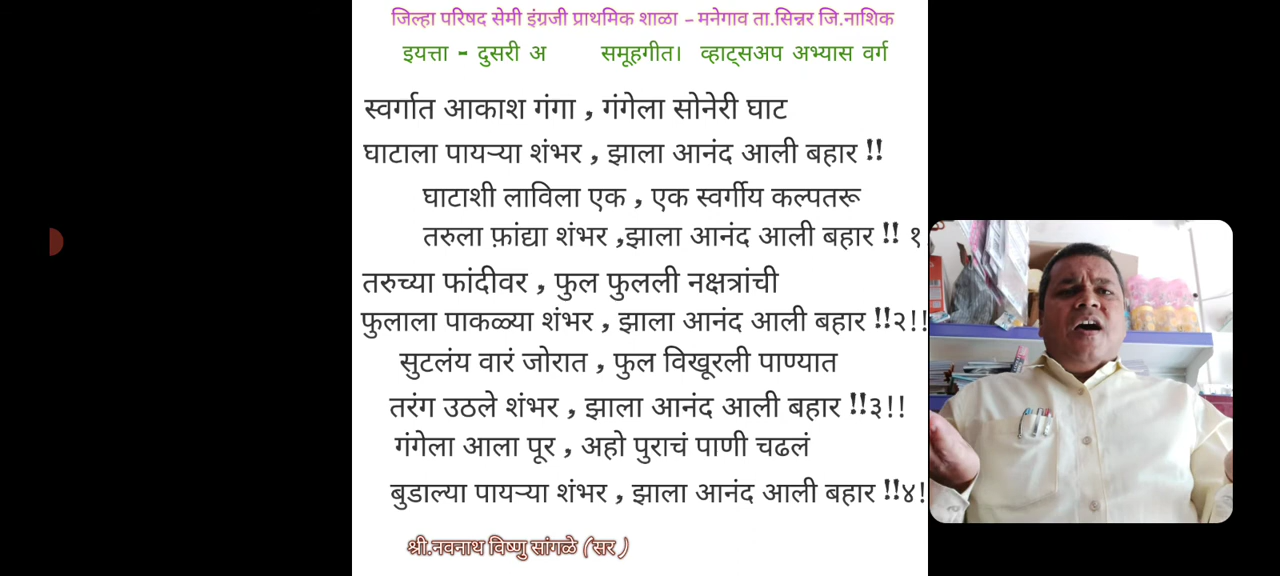 जिल्हा परिषद सेमी इंग्रजी प्राथमिक शाळा - मनेगाव ता.सिन्नर जि.नाशिक
इयत्ता - दुसरी अ समूहगीत। व्हाट्सअप अभ्यास वर्ग
स्वर्गात आकाश गंगा , गंगेला सोनेरी घाट
घाटाला पायऱ्या शंभर , झाला आनंद आली बहार !!
घाटाशी लाविला एक , एक स्वर्गीय कल्पतरू
तरुला फ़ांद्या शंभर ,झाला आनंद आली बहार !! १
तरुच्या फांदीवर , फुल फुलली नक्षत्रांची
फुलाला पाकळ्या शंभर , झाला आनंद आली बहार !!२!!
सुटलंय वारं जोरात , फुल विखूरली पाण्यात
तरंग उठले शंभर , झाला आनंद आली बहार !!३!!
गंगेला आला पूर , अहो पुराचं पाणी चढलं
बुडाल्या पायऱ्या शंभर , झाला आनंद आली बहार !!४!
श्री.नवनाथ विष्णु सांगळे (सर )